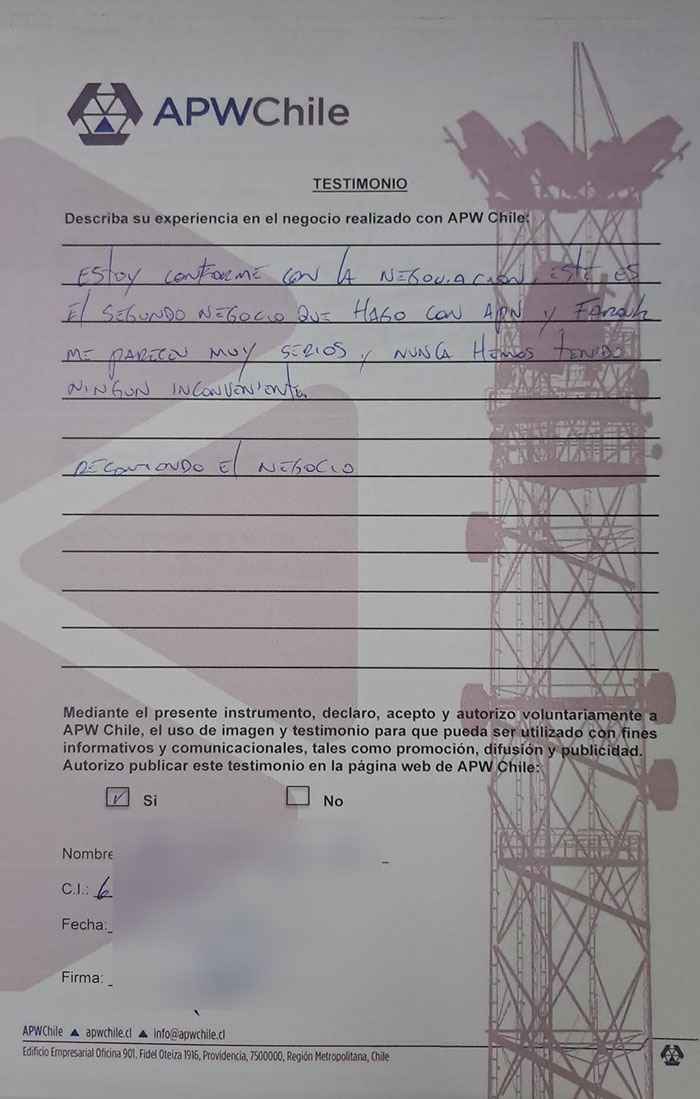 APWChile
TESTIMONIO
Describa su experiencia en el negocio realizado con APW Chile:
ESTOY CONFORME CON LA NEGOCIACION, ESTE ES
El SEGUNDO NEGOCIO QUE HAGO CON APW y FAROUK
ME PARECEN MUY SERIOS y NUNCA HEMOS TENIDO
NINGUN INCONVENIENTE.
RECOMIENDO El NEGOCIO
Mediante el presente instrumento, declaro, acepto y autorizo voluntariamente a
APW Chile, el uso de imagen y testimonio para que pueda ser utilizado con fines
informativos y comunicacionales, tales como promoción, difusión y publicidad.
Autorizo publicar este testimonio en la página web de APW Chile:
Si No
Nombre
C.I.: 6
Fecha:
Firma:
APWChile ▲ apwchile.cl ▲ info@apwchile.cl
Edificio Empresarial Oficina 901, Fidel Oteiza 1916, Providencia, 7500000, Región Metropolitana, Chile